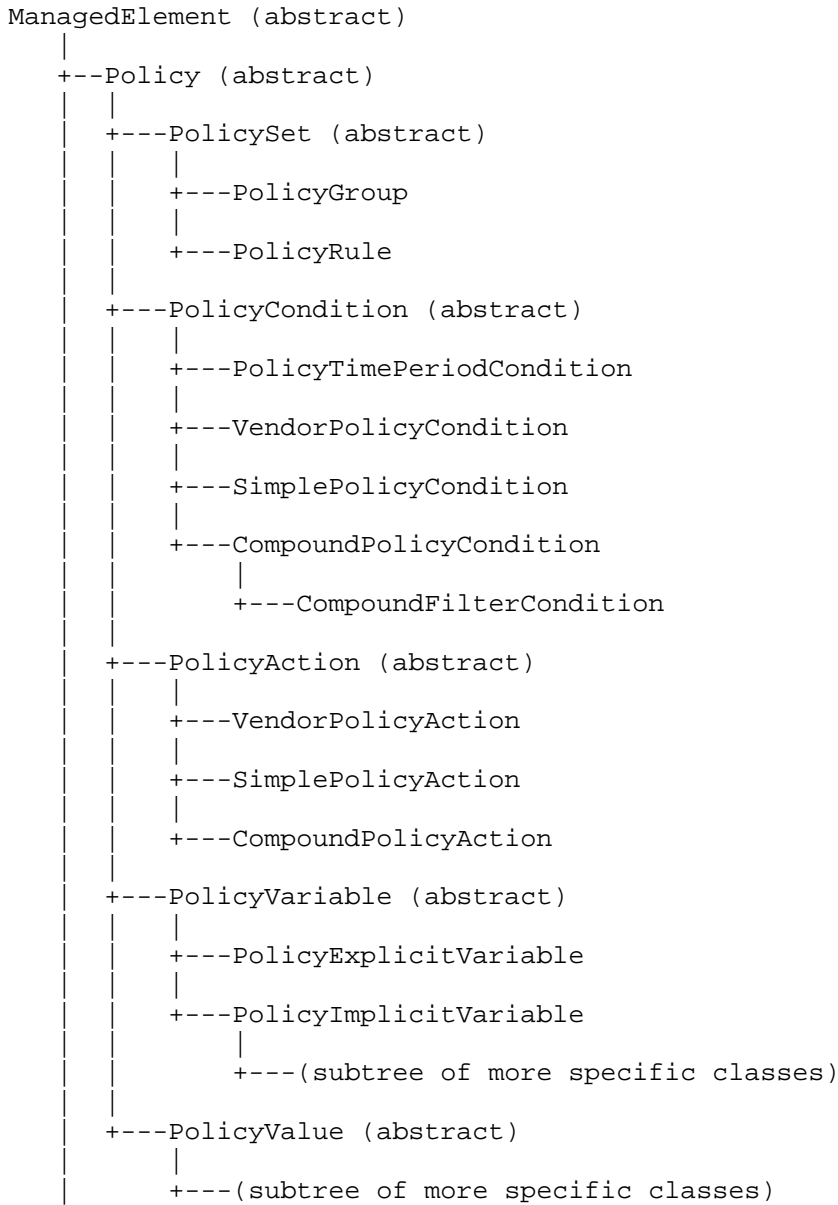 ManagedElement (abstract)
|
+--Policy (abstract)
| |
| +---PolicySet (abstract)
| | |
| | +---PolicyGroup
| | |
| | +---PolicyRule
| |
| +---PolicyCondition (abstract)
| | |
| | +---PolicyTimePeriodCondition
| | |
| | +---VendorPolicyCondition
| | |
| | +---SimplePolicyCondition
| | |
| | +---CompoundPolicyCondition
| | |
| | +---CompoundFilterCondition
| |
| +---PolicyAction (abstract)
| | |
| | +---VendorPolicyAction
| | |
| | +---SimplePolicyAction
| | |
| | +---CompoundPolicyAction
| |
| +---PolicyVariable (abstract)
| | |
| | +---PolicyExplicitVariable
| | |
| | +---PolicyImplicitVariable
| | |
| | +---(subtree of more specific classes)
| |
| +---PolicyValue (abstract)
| |
| +---(subtree of more specific classes)